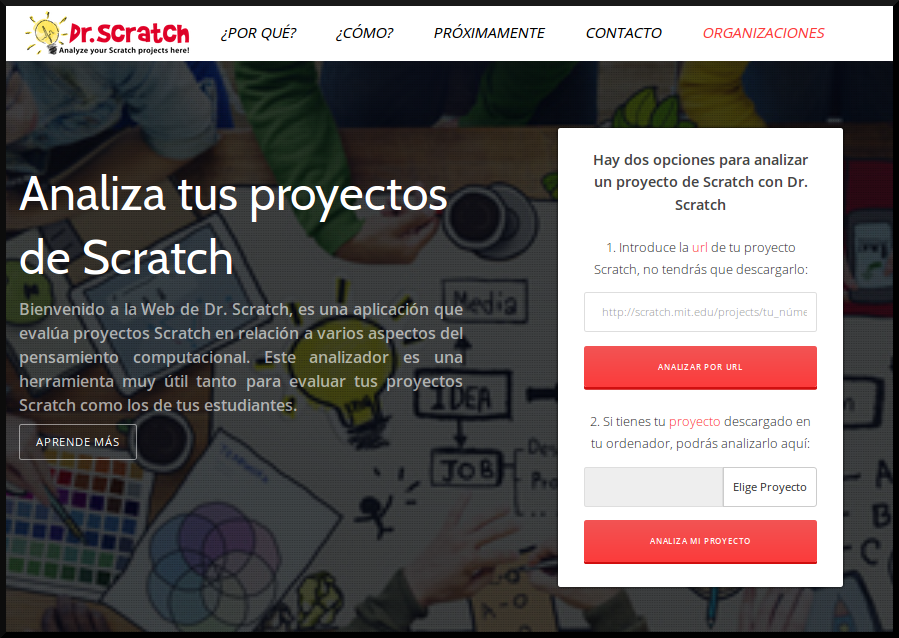 Dr.Scratch
Analyze your Scratch projects here!
¿POR QUÉ?
¿CÓMO?
PRÓXIMAMENTE
CONTACTO
ORGANIZACIONES
Analiza tus proyectos
de Scratch
Bienvenido a la Web de Dr. Scratch, es una aplicación que
evalúa proyectos Scratch en relación a varios aspectos del
pensamiento computacional. Este analizador es una
herramienta muy útil tanto para evaluar tus proyectos
Scratch como los de tus estudiantes.
APRENDE MÁS
Hay dos opciones para analizar
un proyecto de Scratch con Dr.
Scratch
1. Introduce la url de tu proyecto
Scratch, no tendrás que descargarlo:
http://scratch.mit.edu/projects/tu_núme
ANALIZAR POR URL
2. Si tienes tu proyecto descargado en
tu ordenador, podrás analizarlo aquí:
Elige Proyecto
ANALIZA MI PROYECTO
Media
IDEA
JOB
TEAMWORK
A-O